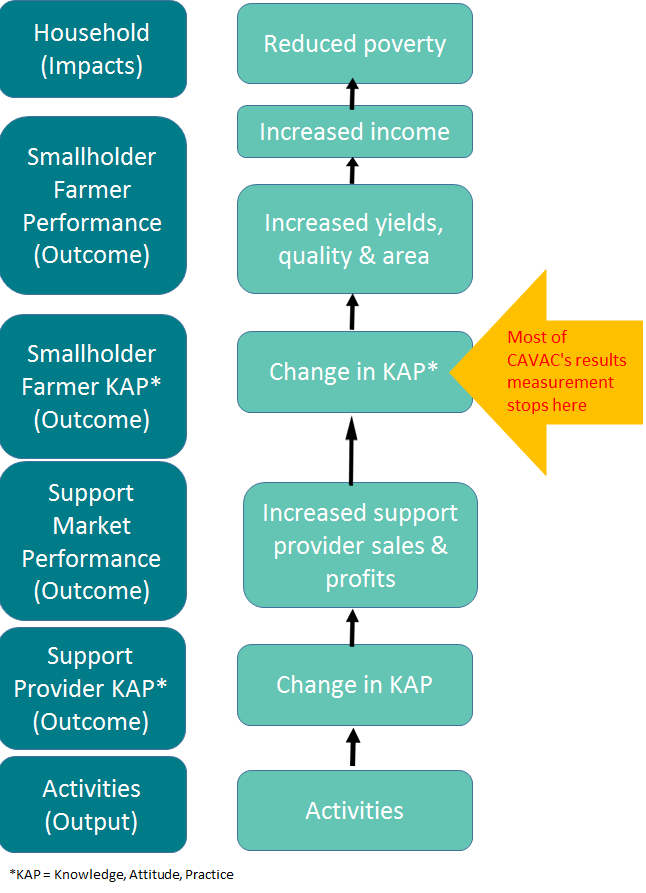 Household
(Impacts)
Reduced poverty
Increased income
Smallholder
Farmer
Performance
(Outcome)
Increased yields,
quality & area
Smallholder
Farmer KAP*
(Outcome)
Change in KAP*
Most of
CAVAC's results
measurement
stops here
Support
Market
Performance
(Outcome)
Increased support
provider sales &
profits
Support
Provider KAP*
(Outcome)
Change in KAP
Activities
(Output)
Activities
*KAP = Knowledge, Attitude, Practice